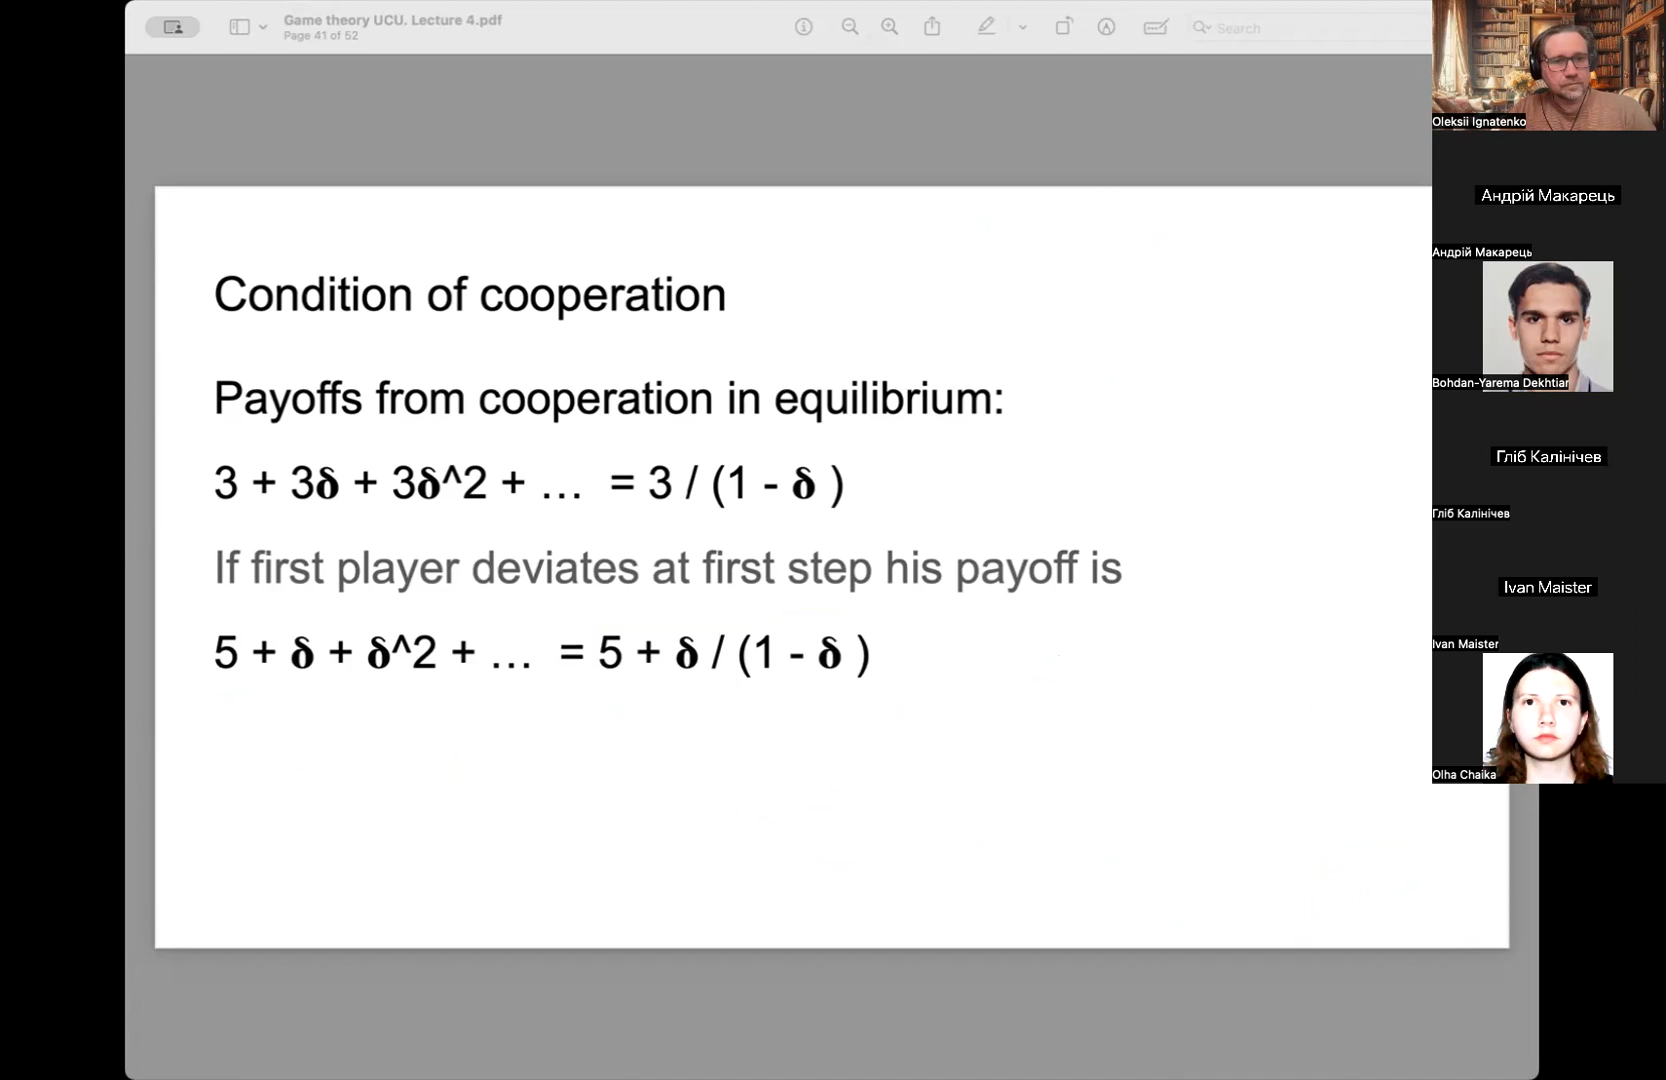 Game theory UCU. Lecture 4.pdf
Page 41 of 52
Search
Condition of cooperation
Payoffs from cooperation in equilibrium:
3 + 3δ + 3δ^2 + … = 3 / (1 - δ )
If first player deviates at first step his payoff is
5 + δ + δ^2 + … = 5 + δ / (1 - δ )
Oleksii Ignatenko
Андрій Макарець
Андрій Макарець
Bohdan-Yarema Dekhtiar
Гліб Калінічев
Гліб Калінічев
Ivan Maister
Ivan Maister
Olha Chaika